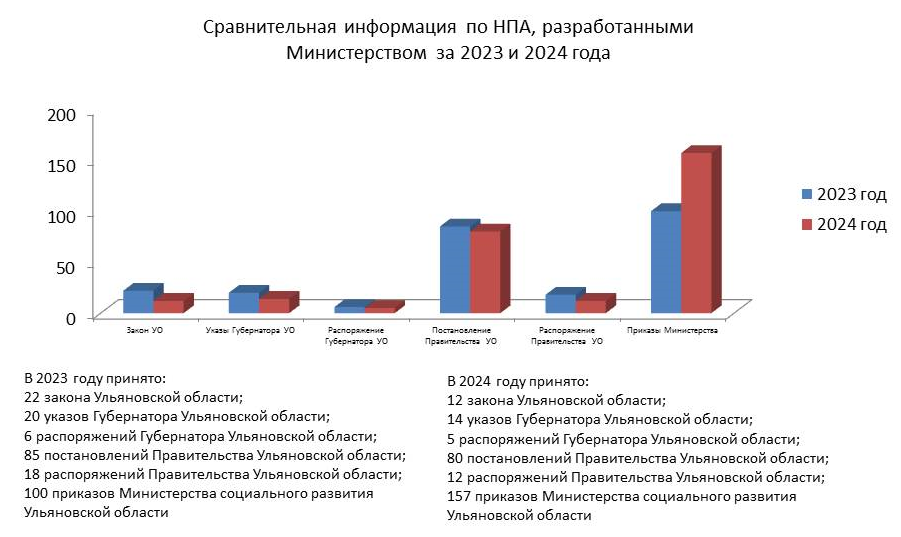 Сравнительная информация по НПА, разработанными
Министерством за 2023 и 2024 года
200
150
100
50
0
2023 год
2024 год
Закон УО
Указы Губернатора УО
Распоряжение
Губернатора УО
Постановление
Правительства УО
Распоряжение
Правительства УО
Приказы Министерства
В 2023 году принято:
22 закона Ульяновской области;
20 указов Губернатора Ульяновской области;
6 распоряжений Губернатора Ульяновской области;
85 постановлений Правительства Ульяновской области;
18 распоряжений Правительства Ульяновской области;
100 приказов Министерства социального развития
Ульяновской области
В 2024 году принято:
12 закона Ульяновской области;
14 указов Губернатора Ульяновской области;
5 распоряжений Губернатора Ульяновской области;
80 постановлений Правительства Ульяновской области;
12 распоряжений Правительства Ульяновской области;
157 приказов Министерства социального развития
Ульяновской области